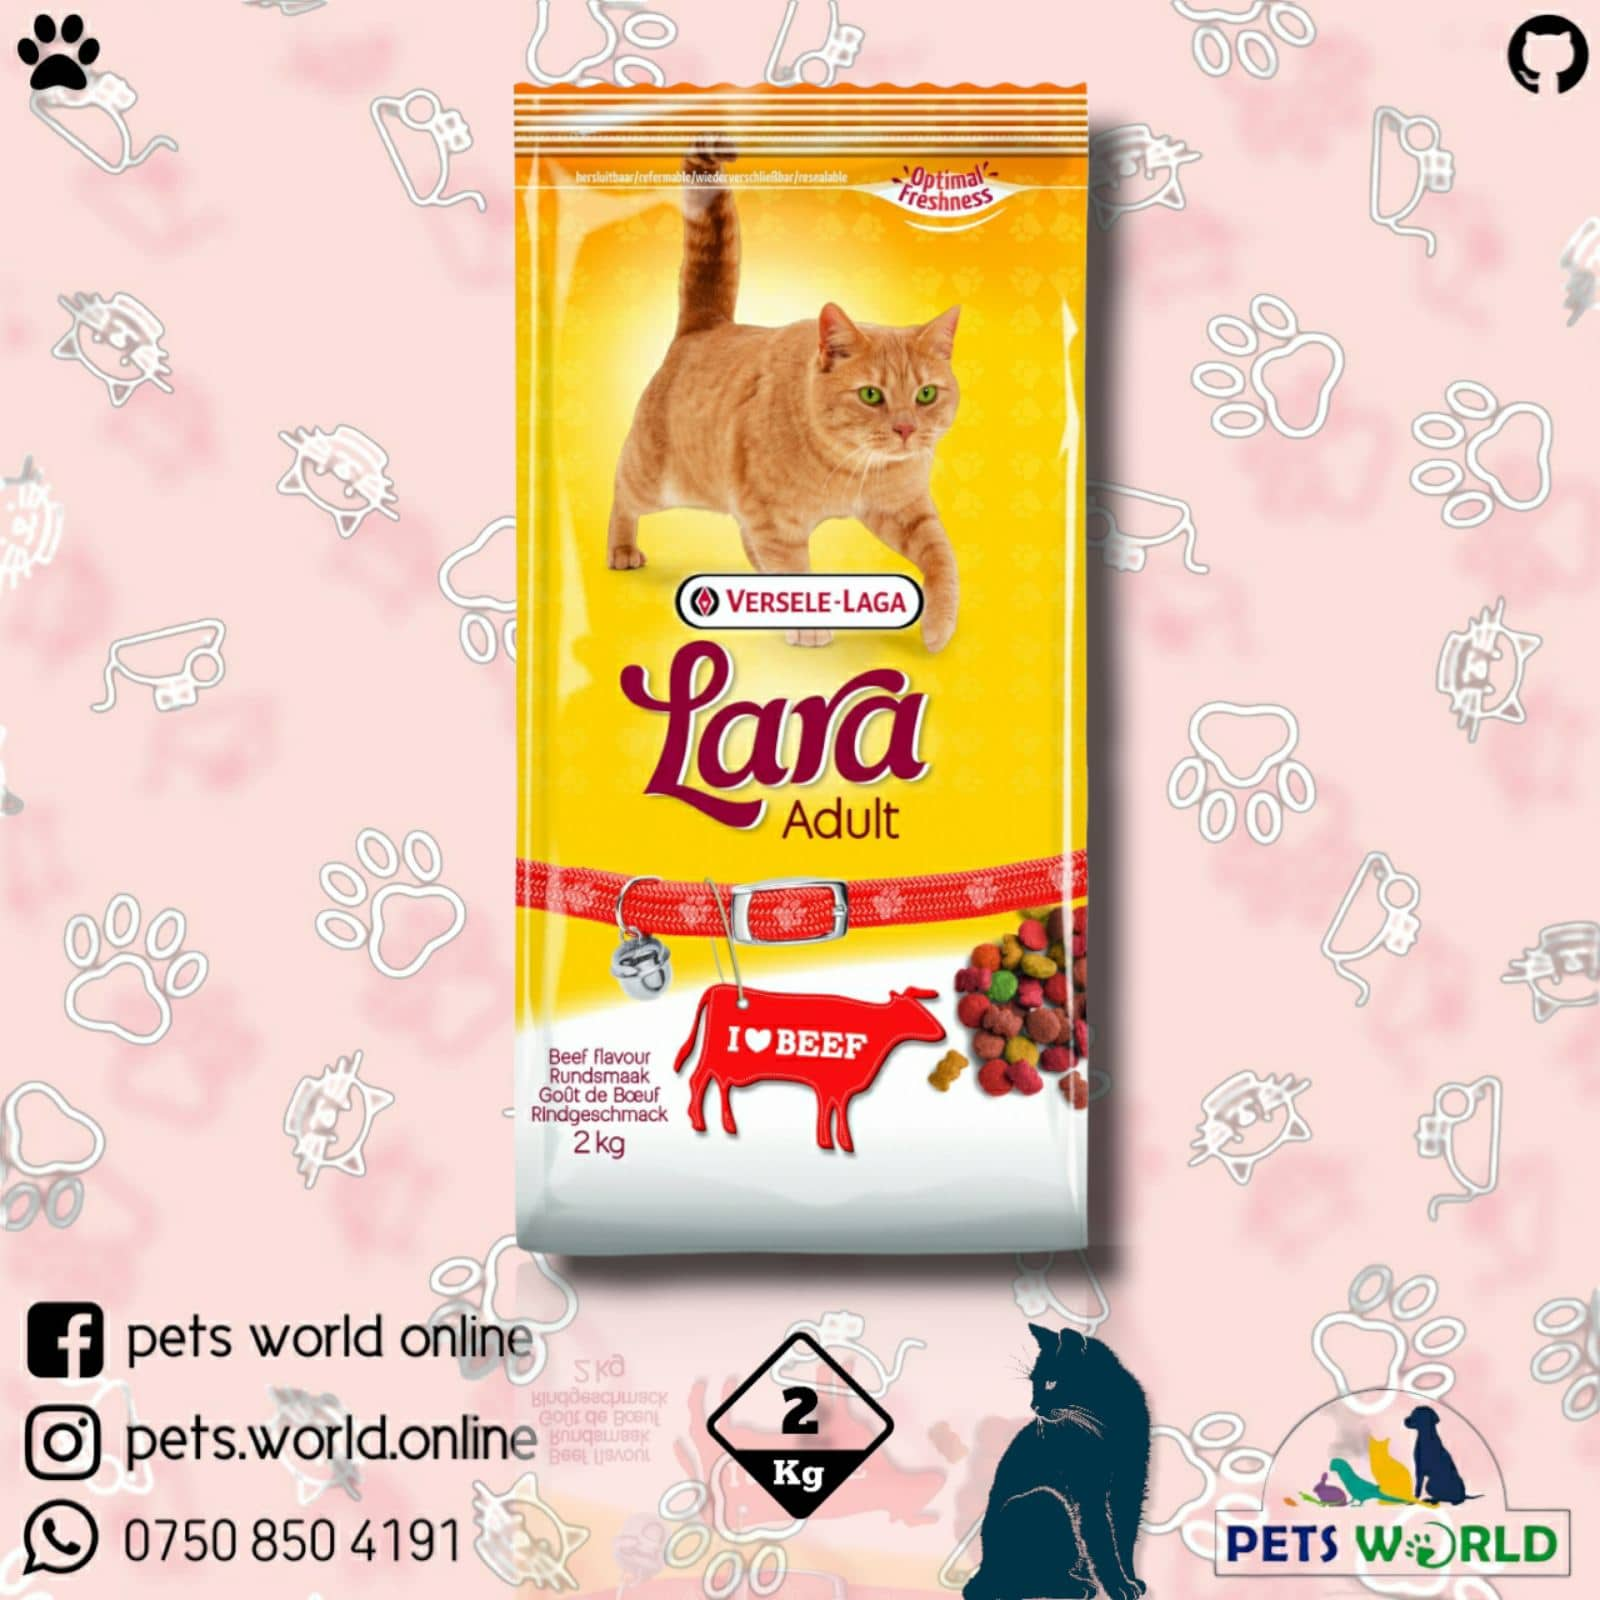 hersluitbaar/refermable/wiederverschließbar/resealable
Optimal
Freshness
VERSELE-LAGA
Lara
Adult
I BEEF
Beef flavour
Rundsmaak
Goût de Bœuf
Rindgeschmack
2 kg
pets world online
pets.world.online
0750 850 4191
2
Kg
PETS WORLD